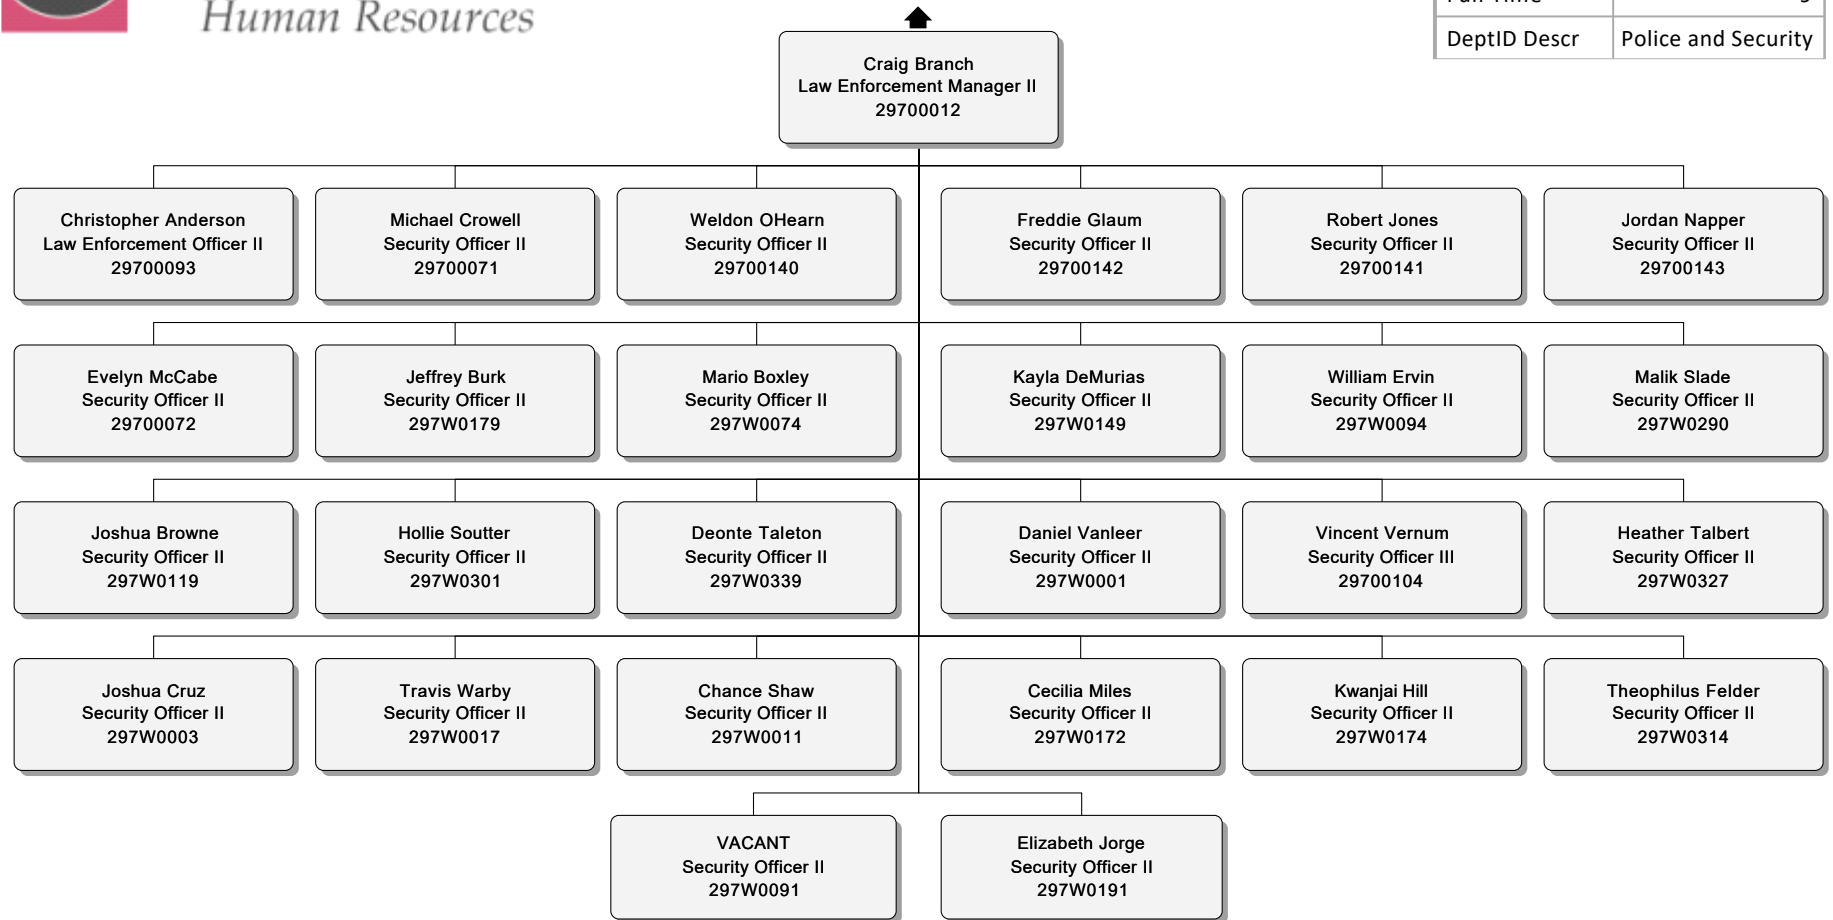 Human Resources
DeptID Descr Police and Security
Craig Branch
Law Enforcement Manager II
29700012
Christopher Anderson
Law Enforcement Officer II
29700093
Michael Crowell
Security Officer II
29700071
Weldon OHearn
Security Officer II
29700140
Freddie Glaum
Security Officer II
29700142
Robert Jones
Security Officer II
29700141
Jordan Napper
Security Officer II
29700143
Evelyn McCabe
Security Officer II
29700072
Jeffrey Burk
Security Officer II
297W0179
Mario Boxley
Security Officer II
297W0074
Kayla DeMurias
Security Officer II
297W0149
William Ervin
Security Officer II
297W0094
Malik Slade
Security Officer II
297W0290
Joshua Browne
Security Officer II
297W0119
Hollie Soutter
Security Officer II
297W0301
Deonte Taleton
Security Officer II
297W0339
Daniel Vanleer
Security Officer II
297W0001
Vincent Vernum
Security Officer III
29700104
Heather Talbert
Security Officer II
297W0327
Joshua Cruz
Security Officer II
297W0003
Travis Warby
Security Officer II
297W0017
Chance Shaw
Security Officer II
297W0011
Cecilia Miles
Security Officer II
297W0172
Kwanjai Hill
Security Officer II
297W0174
Theophilus Felder
Security Officer II
297W0314
VACANT
Security Officer II
297W0091
Elizabeth Jorge
Security Officer II
297W0191